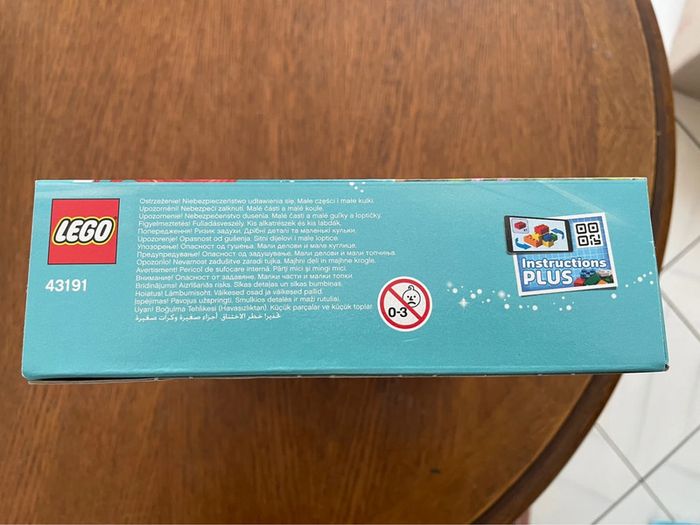 LEGO
43191
Ostrzeżenie! Niebezpieczeństwo udławienia się. Małe części i małe kulki.
Upozornění! Nebezpečí zalknutí. Malé části a malé koule.
Upozornenie! Nebezpečenstvo dusenia. Malé časti a malé guľky a loptičky.
Figyelmeztetés! Fulladásveszély. Kis alkatrészek és kis labdák.
Попередження! Ризик задухи. Дрібні деталі та маленькі кульки.
Upozorenje! Opasnost od gušenja. Sitni dijelovi i male loptice.
Упозорење! Опасност од гушења. Мали делови и мале куглице.
Предупредување! Опасност од задушување. Мали делови и мали топчиња.
Opozorilo! Nevarnost zadušitve zaradi tujka. Majhni deli in majhne krogle.
Avertisment! Pericol de sufocare internă. Părți mici și mingi mici.
Внимание! Опасност от задавяне. Малки части и малки топки.
Brīdinājums! Aizrīšanās risks. Sīkas detaļas un sīkas bumbiņas.
Hoiatus! Lämbumisoht. Väikesed osad ja väikesed pallid.
Įspėjimas! Pavojus užspringti. Smulkios detalės ir maži rutuliai.
Uyarı! Boğulma Tehlikesi (Havasızlıktan). Küçük parçalar ve küçük toplar.
تحذير! خطر الاختناق. أجزاء صغيرة وكرات صغيرة.
0-3
Instructions
PLUS